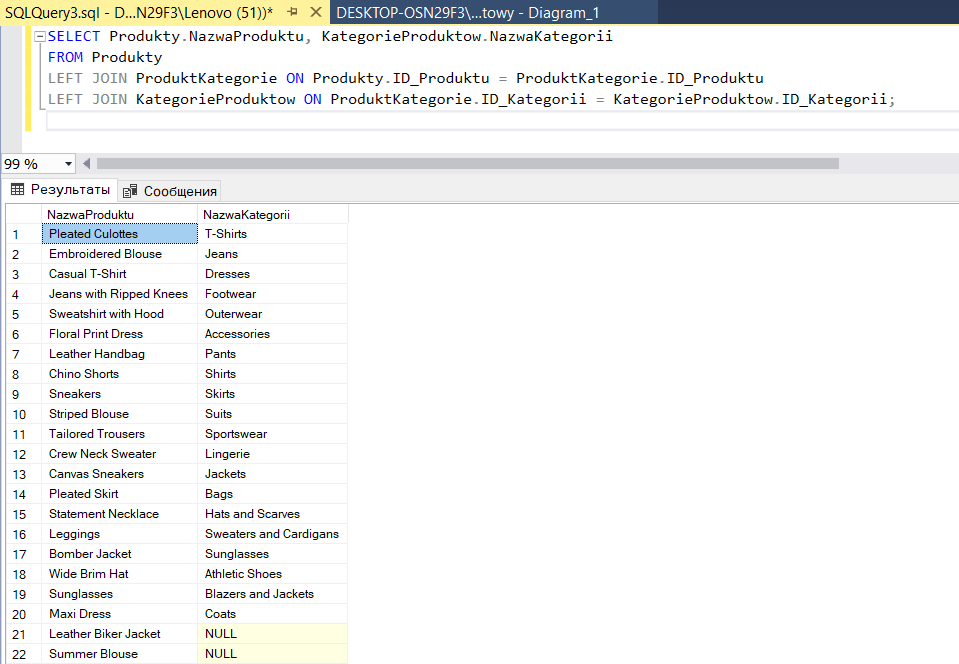 SQLQuery3.sql - D...N29F3\Lenovo (51))*
DESKTOP-OSN29F3\...towy - Diagram_1
SELECT Produkty.NazwaProduktu, KategorieProduktow.NazwaKategorii
FROM Produkty
LEFT JOIN ProduktKategorie ON Produkty.ID_Produktu = ProduktKategorie.ID_Produktu
LEFT JOIN KategorieProduktow ON ProduktKategorie.ID_Kategorii = KategorieProduktow.ID_Kategorii;
99 %
Результаты Сообщения
NazwaProduktu NazwaKategorii
1 Pleated Culottes T-Shirts
2 Embroidered Blouse Jeans
3 Casual T-Shirt Dresses
4 Jeans with Ripped Knees Footwear
5 Sweatshirt with Hood Outerwear
6 Floral Print Dress Accessories
7 Leather Handbag Pants
8 Chino Shorts Shirts
9 Sneakers Skirts
10 Striped Blouse Suits
11 Tailored Trousers Sportswear
12 Crew Neck Sweater Lingerie
13 Canvas Sneakers Jackets
14 Pleated Skirt Bags
15 Statement Necklace Hats and Scarves
16 Leggings Sweaters and Cardigans
17 Bomber Jacket Sunglasses
18 Wide Brim Hat Athletic Shoes
19 Sunglasses Blazers and Jackets
20 Maxi Dress Coats
21 Leather Biker Jacket NULL
22 Summer Blouse NULL